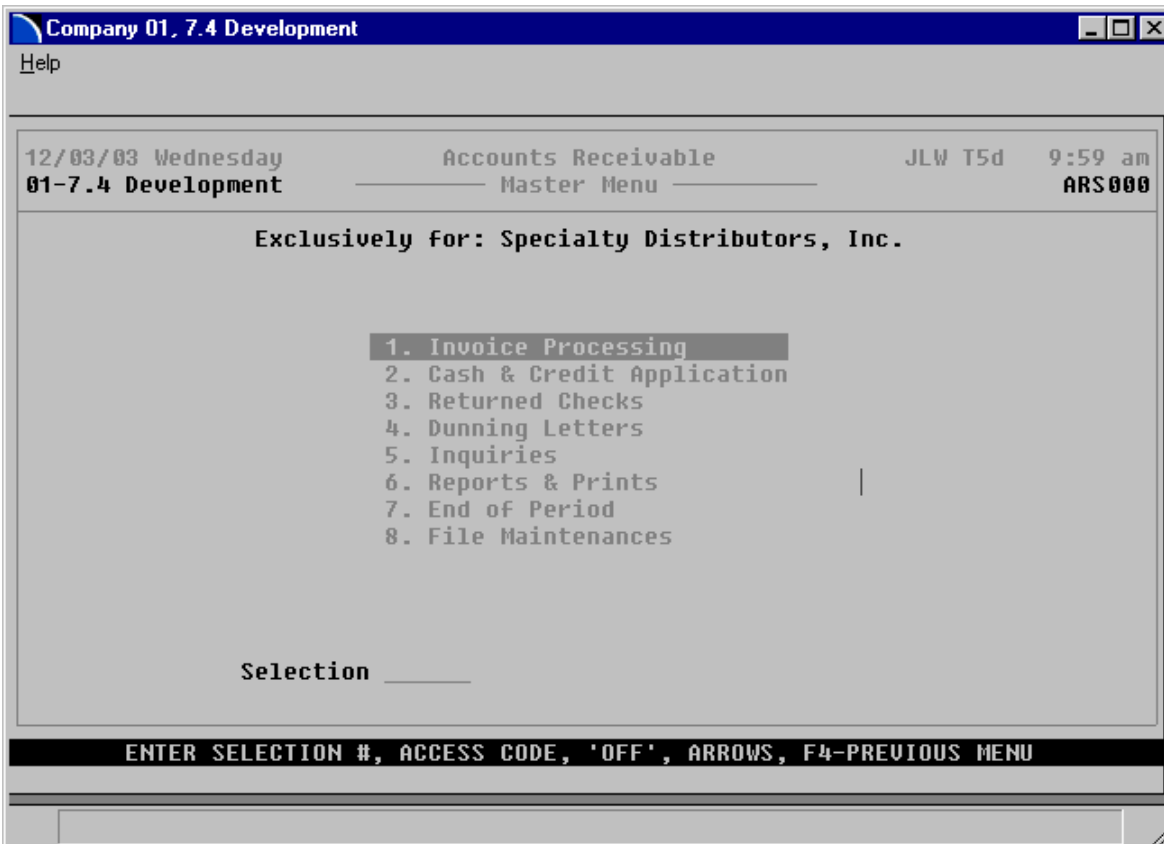 Company 01, 7.4 Development
Help
12/03/03 Wednesday Accounts Receivable JLW T5d 9:59 am
01-7.4 Development Master Menu ARS000
Exclusively for: Specialty Distributors, Inc.
1. Invoice Processing
2. Cash & Credit Application
3. Returned Checks
4. Dunning Letters
5. Inquiries
6. Reports & Prints
7. End of Period
8. File Maintenances
Selection ______
ENTER SELECTION #, ACCESS CODE, 'OFF', ARROWS, F4-PREVIOUS MENU